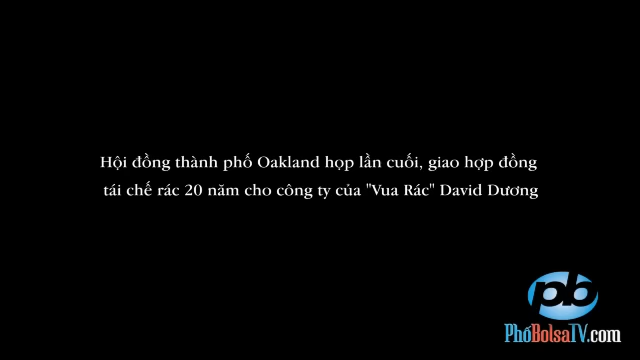 Hội đồng thành phố Oakland họp lần cuối, giao hợp đồng
tái chế rác 20 năm cho công ty của "Vua Rác" David Dương
pb
PhốBolsaTV.com